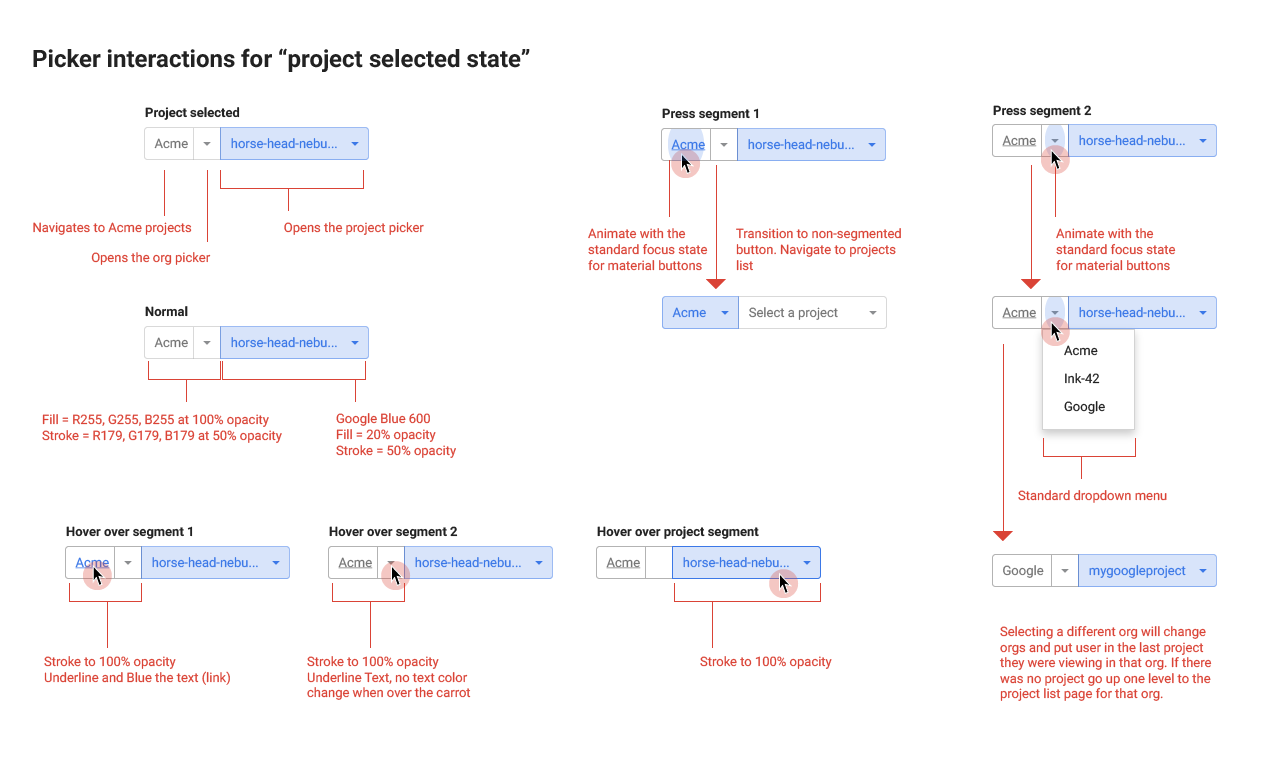 Picker interactions for “project selected state”
Project selected
Acme
horse-head-nebu...
Navigates to Acme projects
Opens the org picker
Opens the project picker
Normal
Acme
horse-head-nebu...
Fill = R255, G255, B255 at 100% opacity
Stroke = R179, G179, B179 at 50% opacity
Google Blue 600
Fill = 20% opacity
Stroke = 50% opacity
Hover over segment 1
Acme
horse-head-nebu...
Stroke to 100% opacity
Underline and Blue the text (link)
Hover over segment 2
Acme
horse-head-nebu...
Stroke to 100% opacity
Underline Text, no text color
change when over the carrot
Hover over project segment
Acme
horse-head-nebu...
Stroke to 100% opacity
Press segment 1
Acme
horse-head-nebu...
Animate with the
standard focus state
for material buttons
Transition to non-segmented
button. Navigate to projects
list
Acme
Select a project
Press segment 2
Acme
horse-head-nebu...
Animate with the
standard focus state
for material buttons
Acme
horse-head-nebu...
Acme
Ink-42
Google
Standard dropdown menu
Google
mygoogleproject
Selecting a different org will change
orgs and put user in the last project
they were viewing in that org. If there
was no project go up one level to the
project list page for that org.